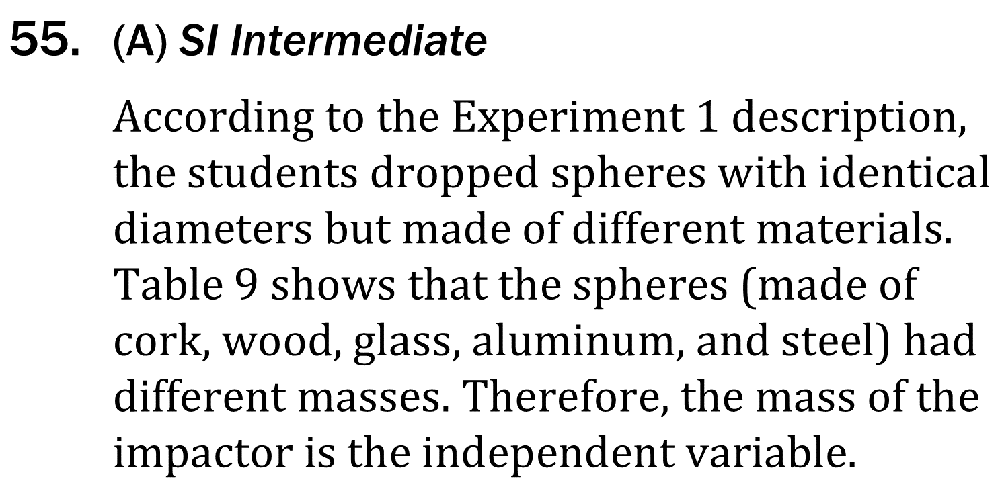 55. (A) SI Intermediate
According to the Experiment 1 description,
the students dropped spheres with identical
diameters but made of different materials.
Table 9 shows that the spheres (made of
cork, wood, glass, aluminum, and steel) had
different masses. Therefore, the mass of the
impactor is the independent variable.